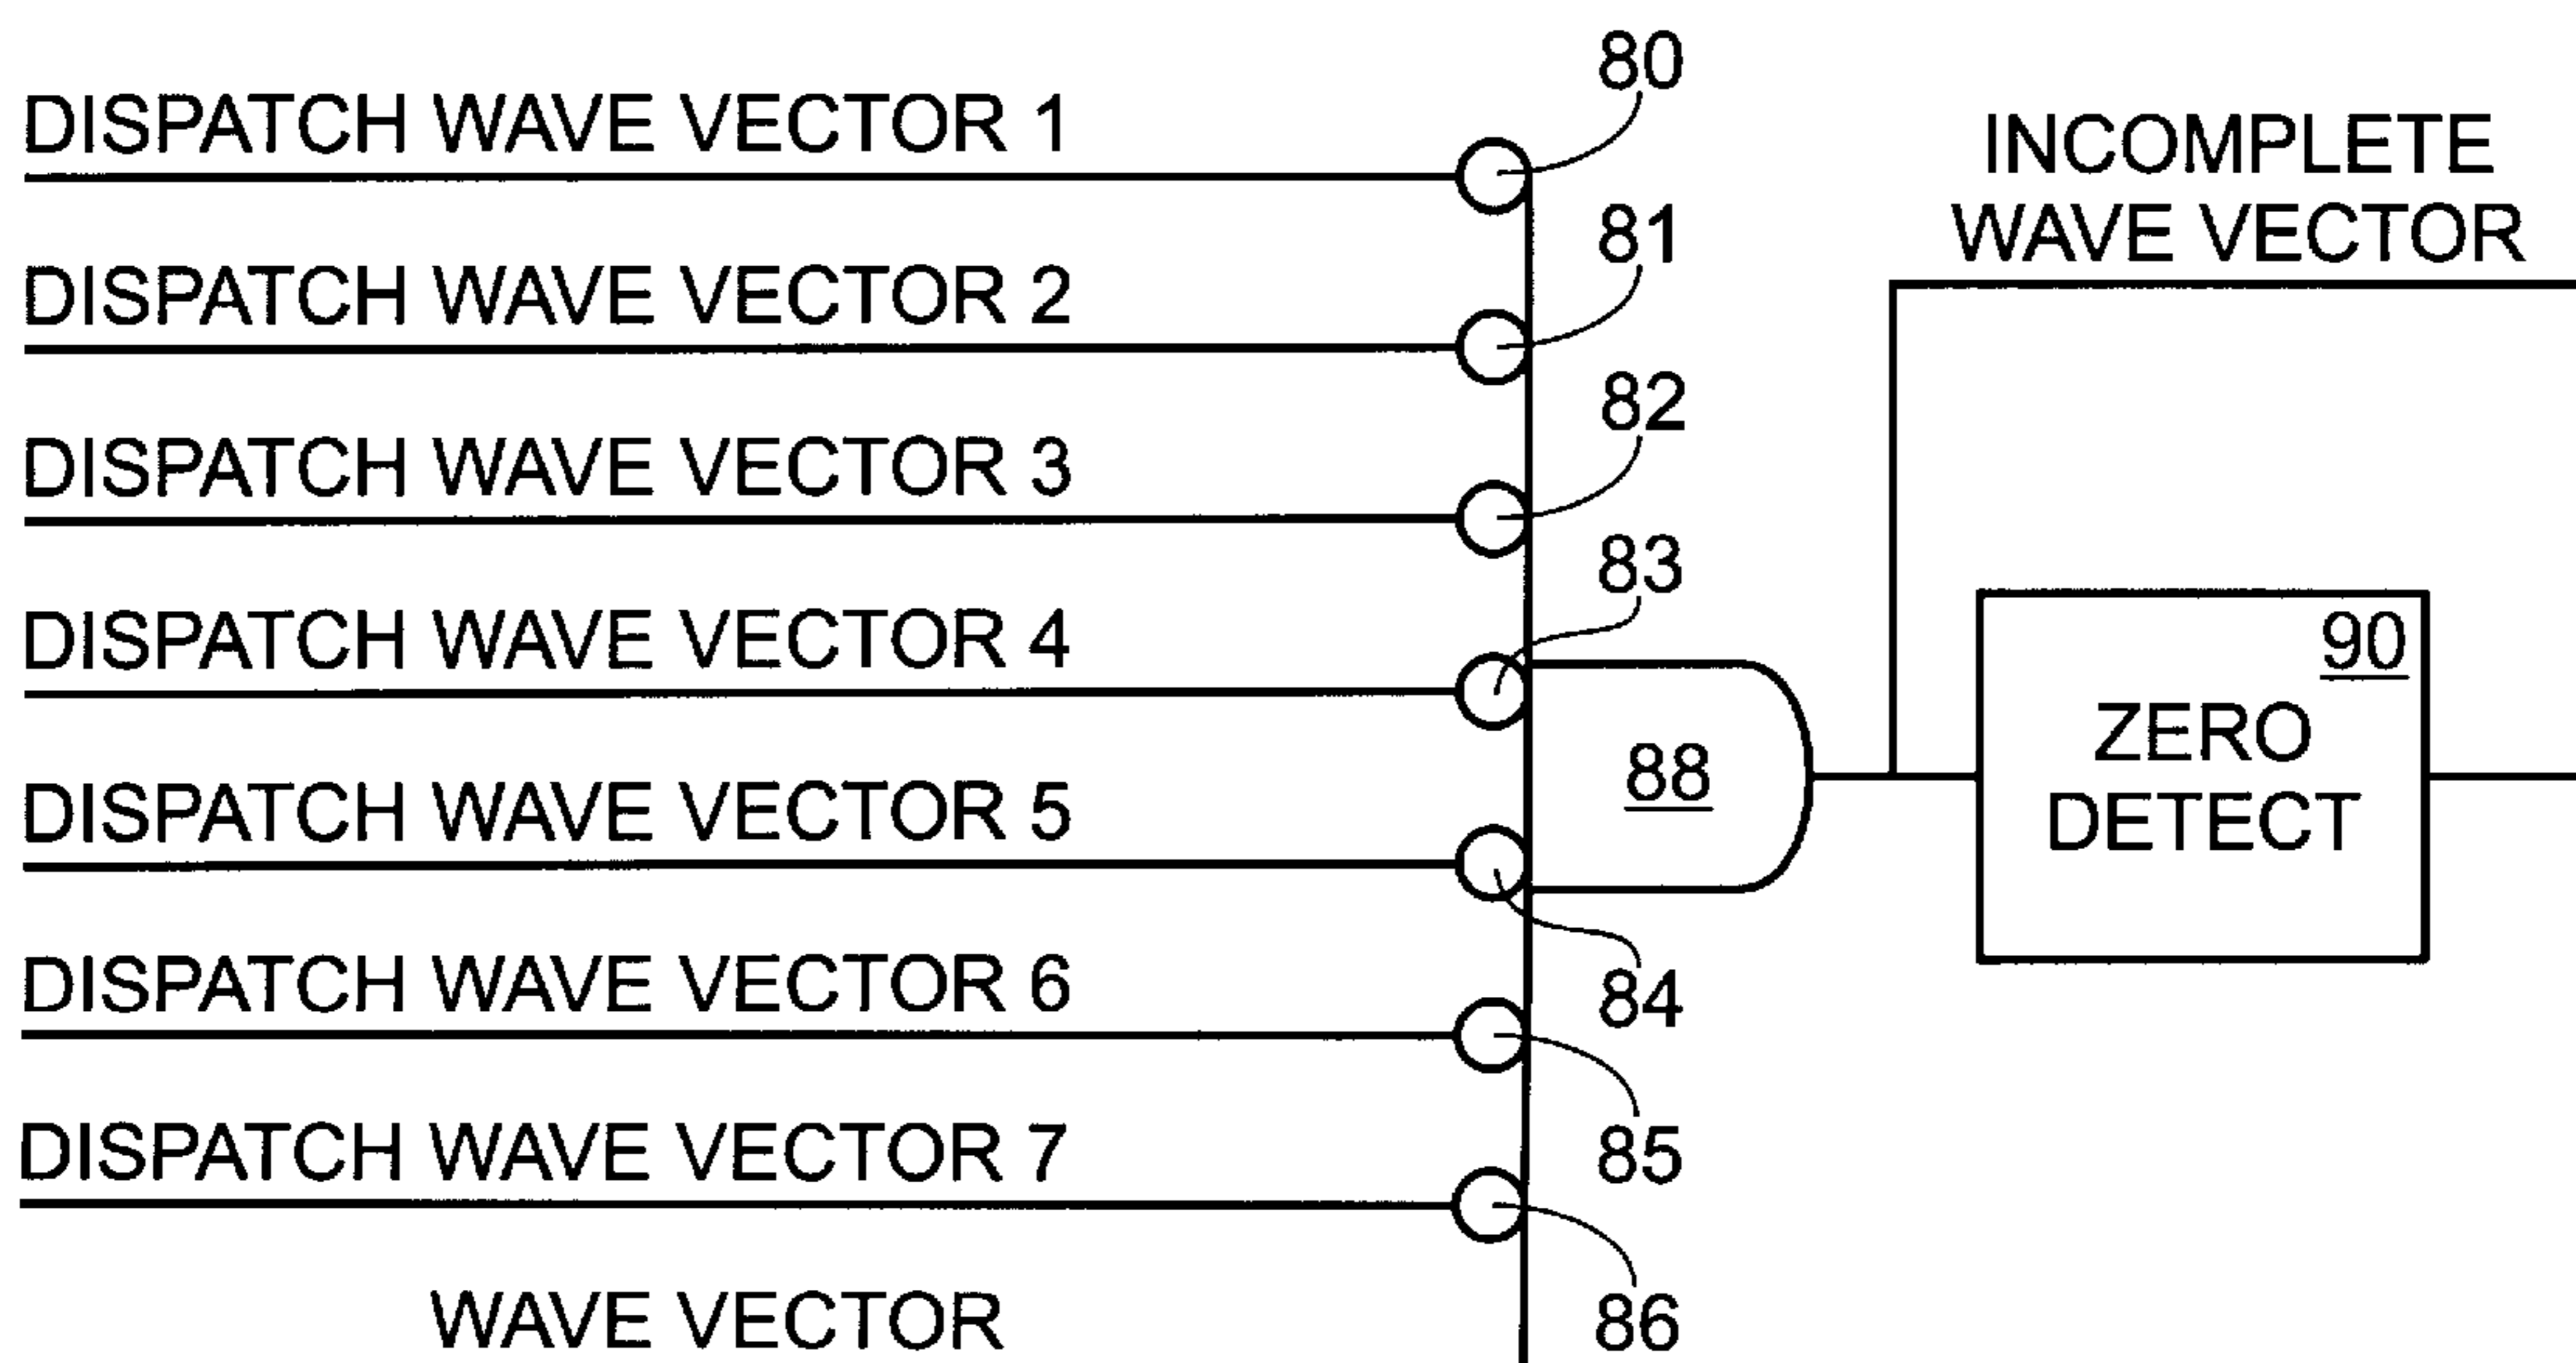 DISPATCH WAVE VECTOR 1
80
INCOMPLETE
WAVE VECTOR
DISPATCH WAVE VECTOR 2
81
DISPATCH WAVE VECTOR 3
82
DISPATCH WAVE VECTOR 4
83
90
ZERO
DETECT
88
DISPATCH WAVE VECTOR 5
84
DISPATCH WAVE VECTOR 6
85
DISPATCH WAVE VECTOR 7
86
WAVE VECTOR